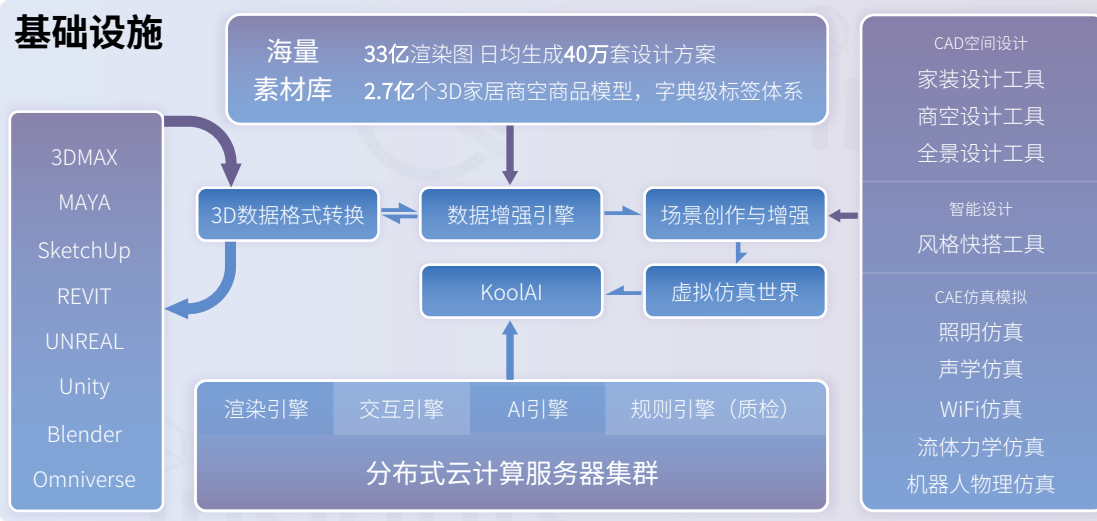 基础设施
海量
素材库
33亿渲染图 日均生成40万套设计方案
2.7亿个3D家居商空商品模型，字典级标签体系
3DMAX
MAYA
SketchUp
REVIT
UNREAL
Unity
Blender
Omniverse
3D数据格式转换
数据增强引擎
场景创作与增强
KoolAI
虚拟仿真世界
渲染引擎
交互引擎
AI引擎
规则引擎（质检）
分布式云计算服务器集群
CAD空间设计
家装设计工具
商空设计工具
全景设计工具
智能设计
风格快搭工具
CAE仿真模拟
照明仿真
声学仿真
WiFi仿真
流体力学仿真
机器人物理仿真